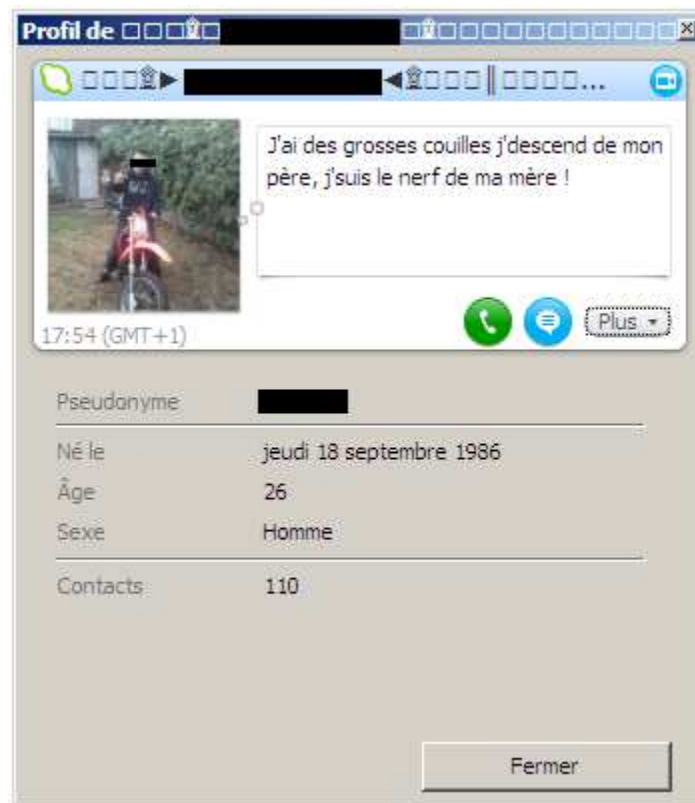 Profil de □□□۩□ □۩□□□□□□□□□□□□□
□□□۩► ◄۩□□□║□□□□...
J'ai des grosses couilles j'descend de mon
père, j'suis le nerf de ma mère !
17:54 (GMT+1)
Plus
Pseudonyme
Né le jeudi 18 septembre 1986
Âge 26
Sexe Homme
Contacts 110
Fermer